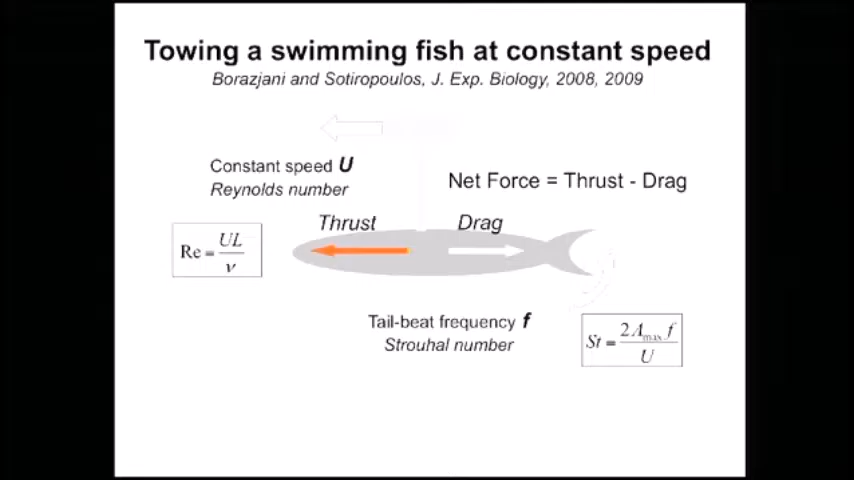 Towing a swimming fish at constant speed
Borazjani and Sotiropoulos, J. Exp. Biology, 2008, 2009
Constant speed U
Reynolds number
Net Force = Thrust - Drag
Thrust
Drag
Re = UL / ν
Tail-beat frequency f
Strouhal number
St = 2A_max f / U